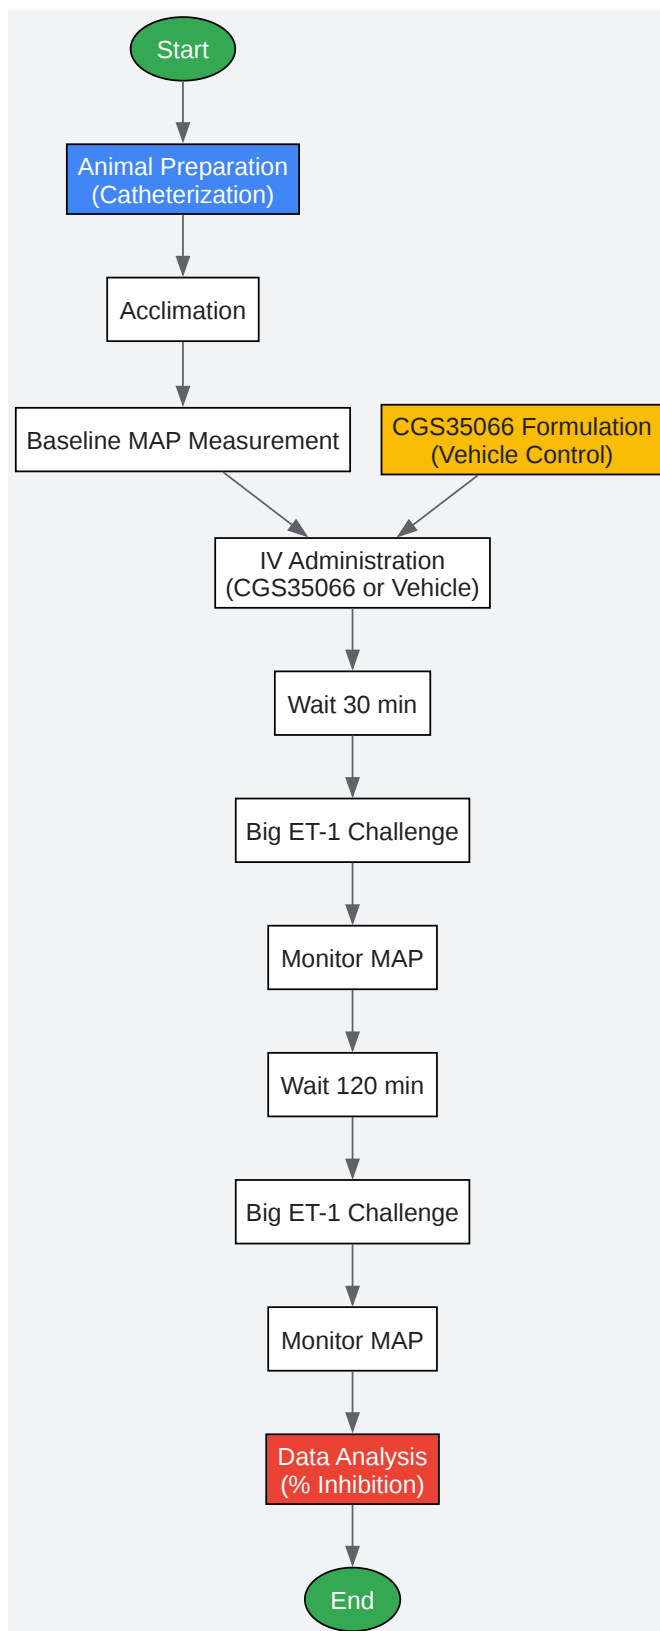 Start
Animal Preparation
(Catheterization)
Acclimation
Baseline MAP Measurement
CGS35066 Formulation
(Vehicle Control)
IV Administration
(CGS35066 or Vehicle)
Wait 30 min
Big ET-1 Challenge
Monitor MAP
Wait 120 min
Big ET-1 Challenge
Monitor MAP
Data Analysis
(% Inhibition)
End